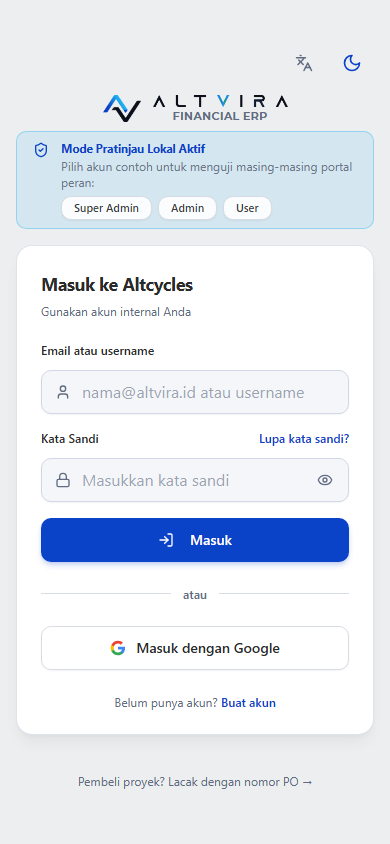 ALTVIRA
FINANCIAL ERP
Mode Pratinjau Lokal Aktif
Pilih akun contoh untuk menguji masing-masing portal
peran:
Super Admin
Admin
User
Masuk ke Altcycles
Gunakan akun internal Anda
Email atau username
nama@altvira.id atau username
Kata Sandi
Lupa kata sandi?
Masukkan kata sandi
Masuk
atau
Masuk dengan Google
Belum punya akun? Buat akun
Pembeli proyek? Lacak dengan nomor PO →